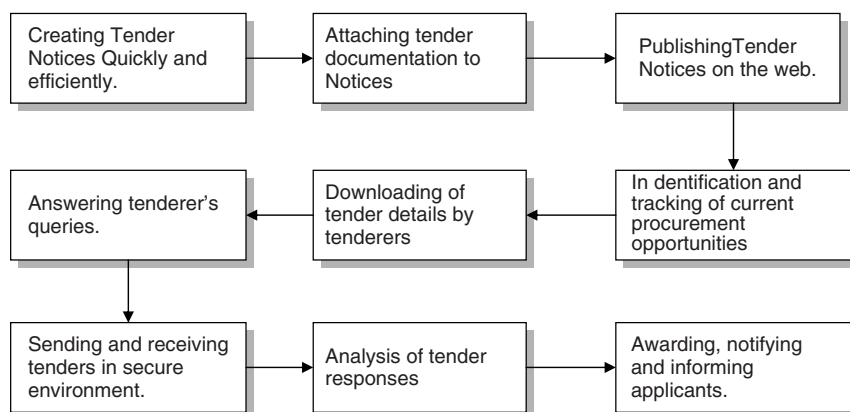 Creating Tender
Notices Quickly and
efficiently.
Attaching tender
documentation to
Notices
PublishingTender
Notices on the web.
In dentification and
tracking of current
procurement
opportunities
Downloading of
tender details by
tenderers
Answering tenderer’s
queries.
Sending and receiving
tenders in secure
environment.
Analysis of tender
responses
Awarding, notifying
and informing
applicants.